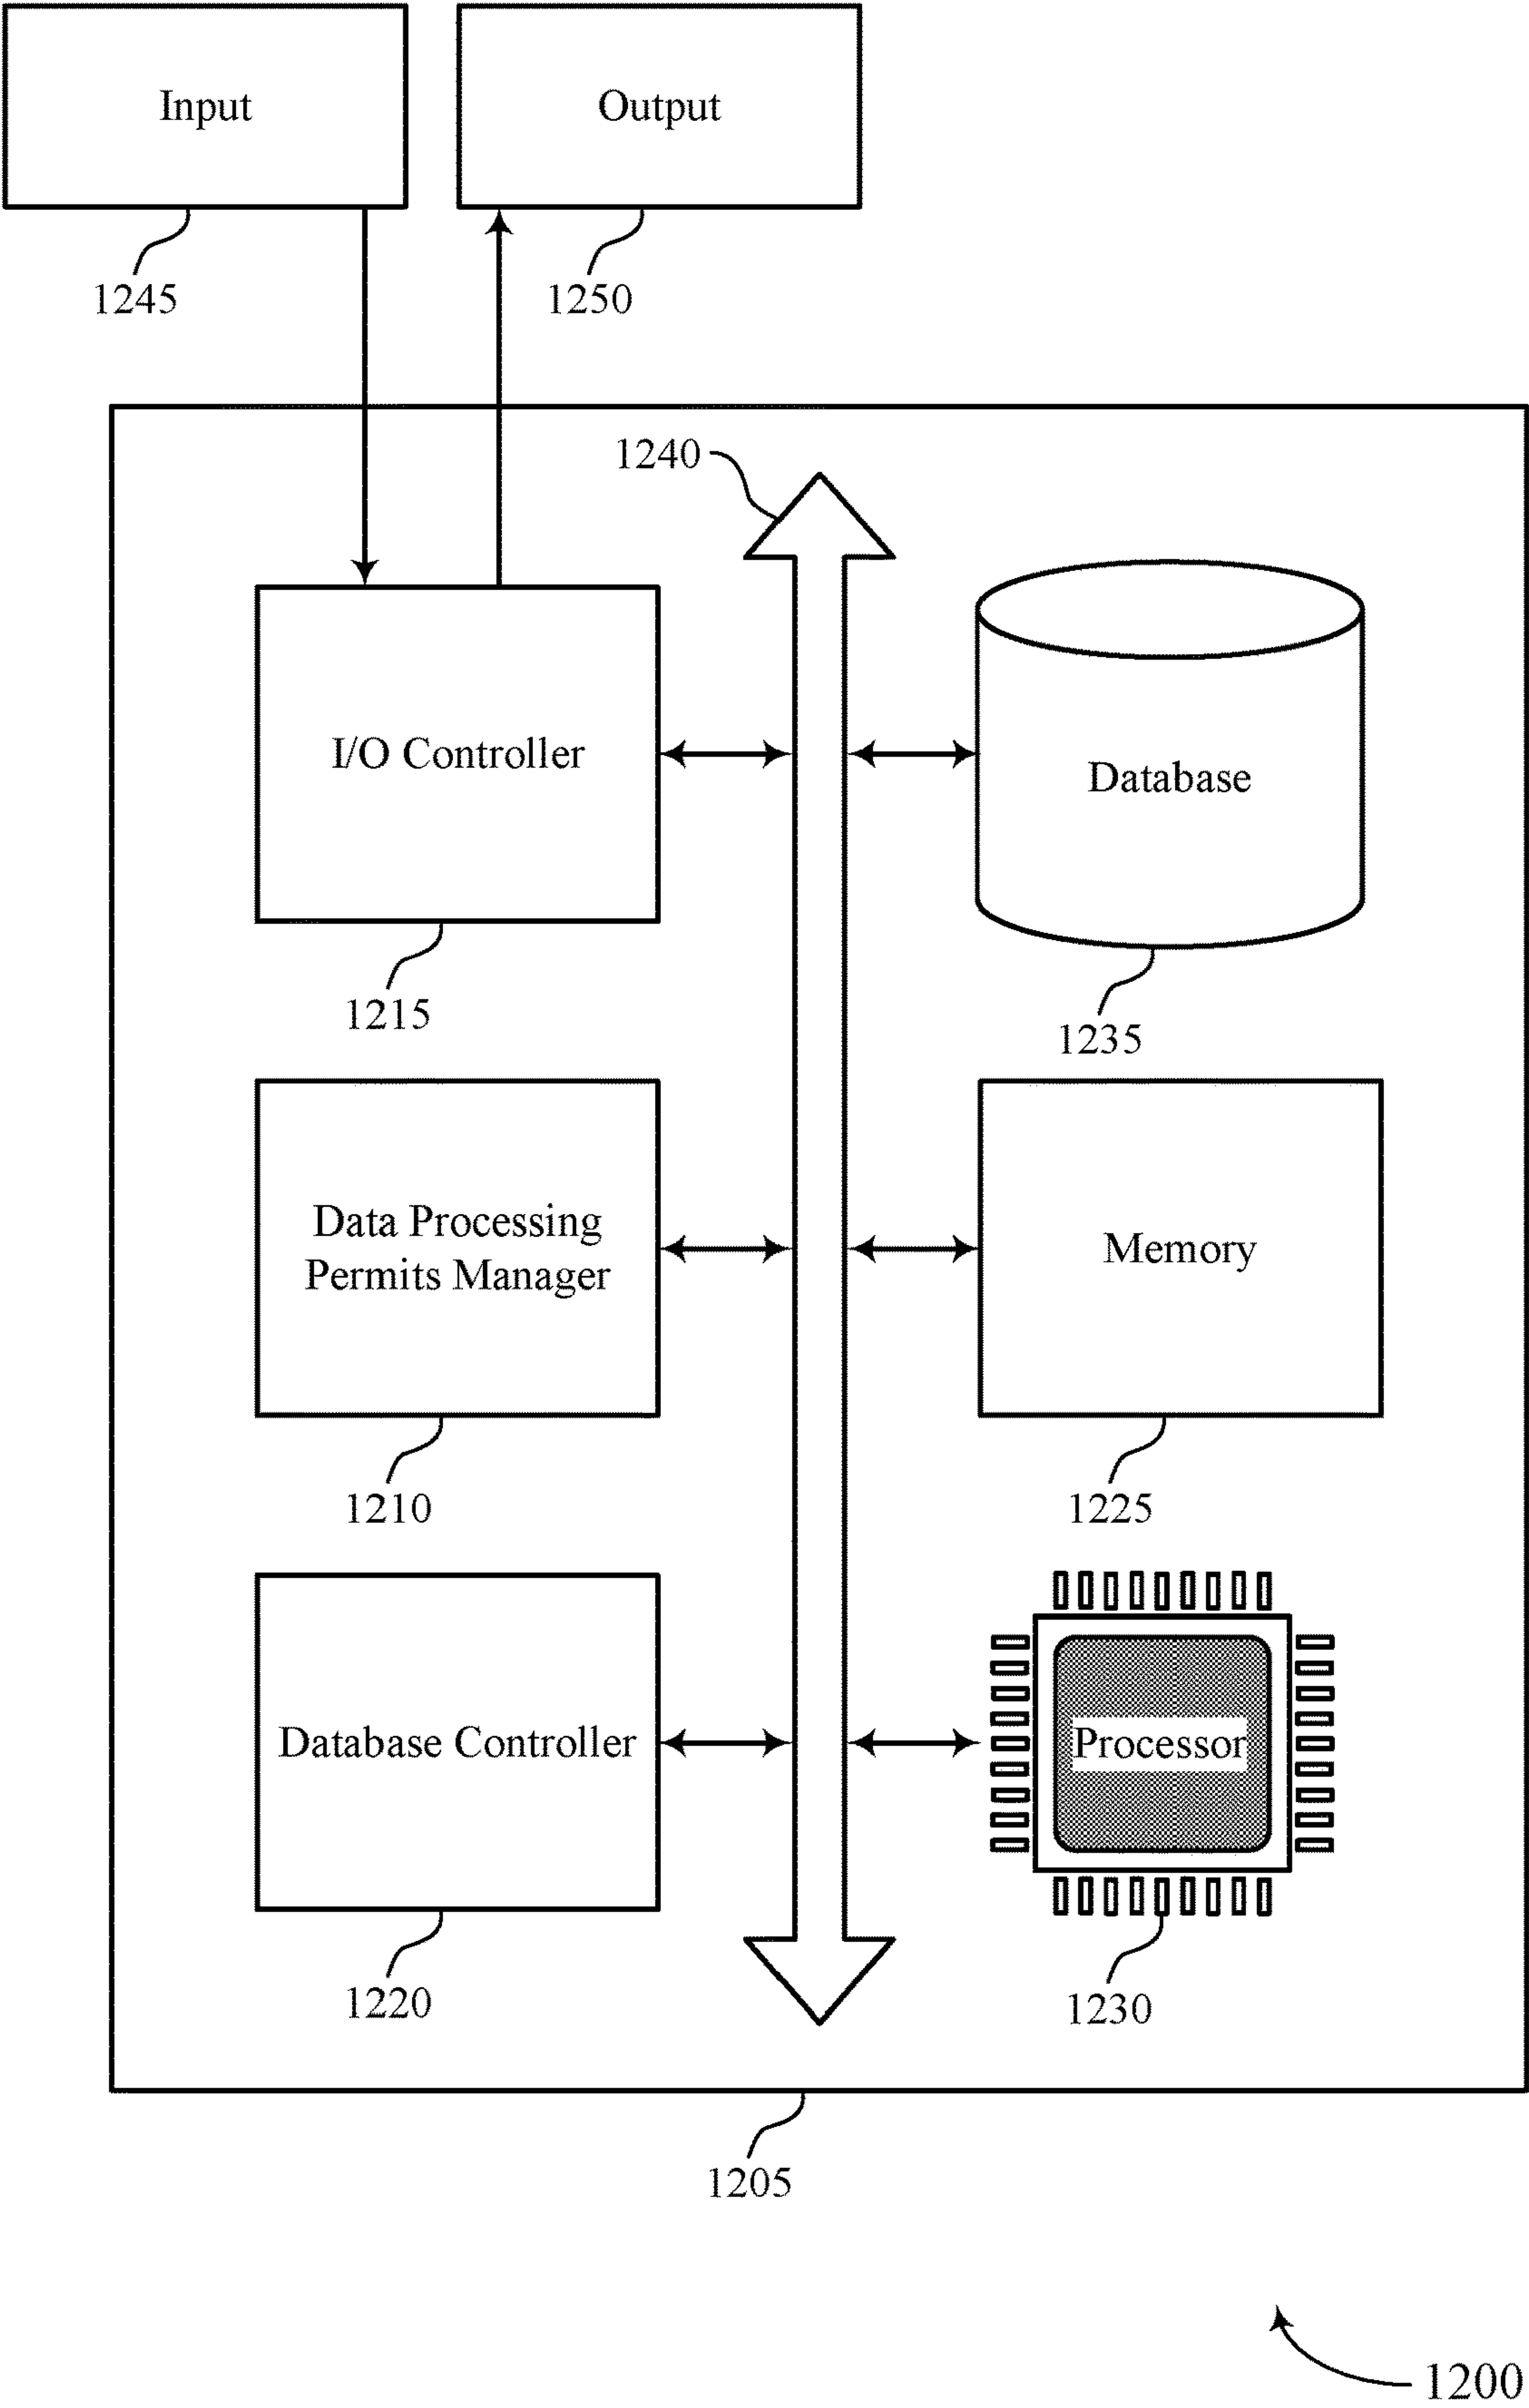 Input
Output
1245
1250
1240
I/O Controller
Database
1215
1235
Data Processing
Permits Manager
Memory
1210
1225
Database Controller
Processor
1220
1230
1205
1200